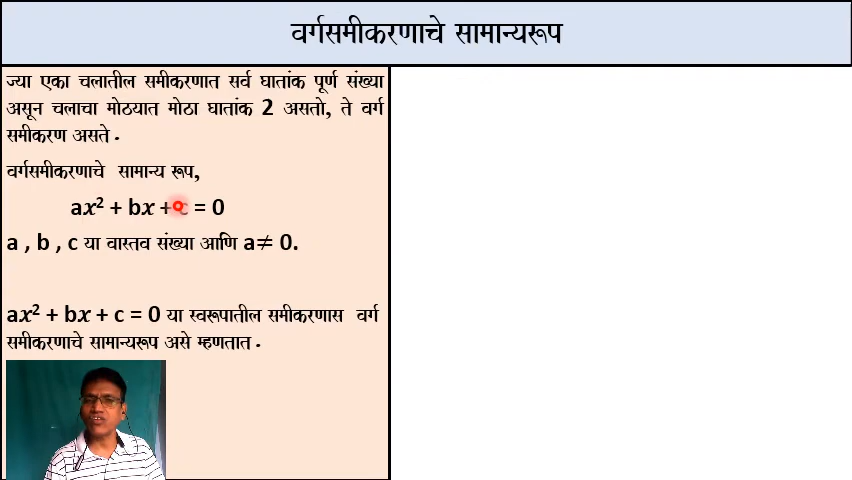 वर्गसमीकरणाचे सामान्यरूप
ज्या एका चलातील समीकरणात सर्व घातांक पूर्ण संख्या
असून चलाचा मोठयात मोठा घातांक 2 असतो, ते वर्ग
समीकरण असते .
वर्गसमीकरणाचे सामान्य रूप,
ax² + bx + c = 0
a , b , c या वास्तव संख्या आणि a≠ 0.
ax² + bx + c = 0 या स्वरूपातील समीकरणास वर्ग
समीकरणाचे सामान्यरूप असे म्हणतात .